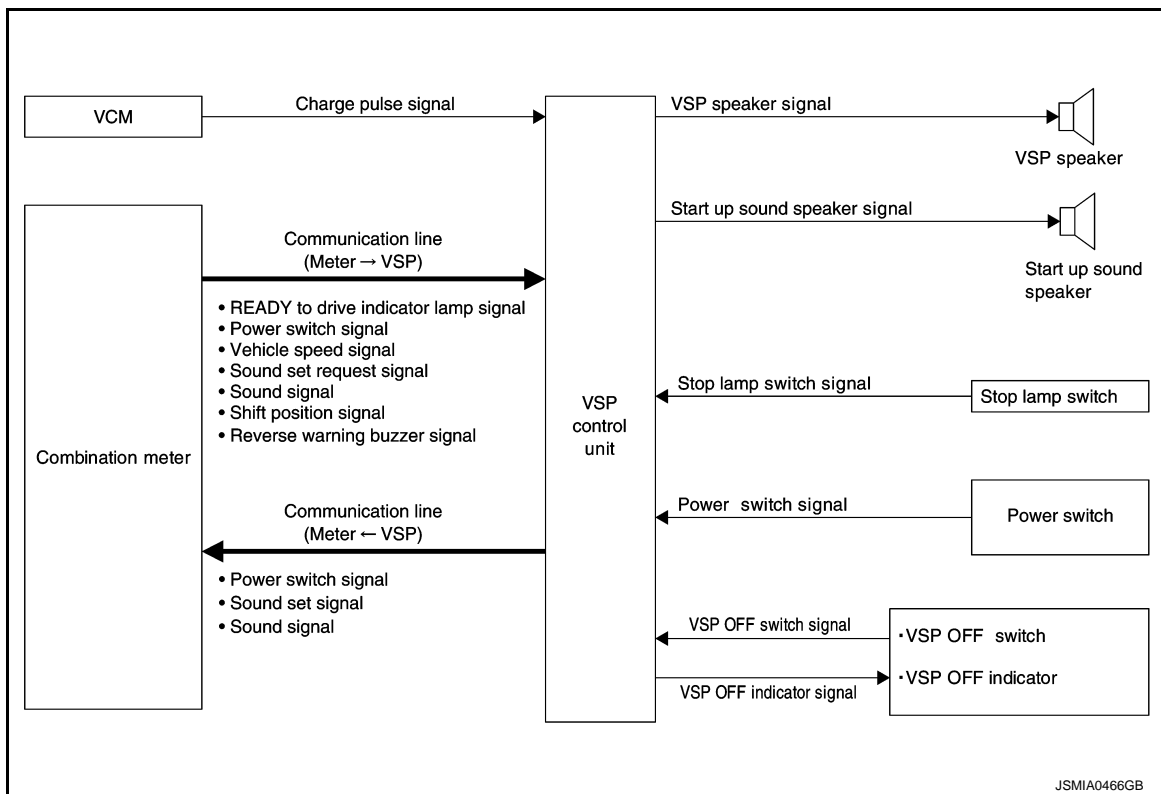 VCM
Charge pulse signal
VSP speaker signal
VSP speaker
Start up sound speaker signal
Start up sound
speaker
Communication line
(Meter → VSP)
• READY to drive indicator lamp signal
• Power switch signal
• Vehicle speed signal
• Sound set request signal
• Sound signal
• Shift position signal
• Reverse warning buzzer signal
Combination meter
VSP
control
unit
Stop lamp switch signal
Stop lamp switch
Communication line
(Meter ← VSP)
• Power switch signal
• Sound set signal
• Sound signal
Power switch signal
Power switch
VSP OFF switch signal
·VSP OFF switch
VSP OFF indicator signal
·VSP OFF indicator
JSMIA0466GB